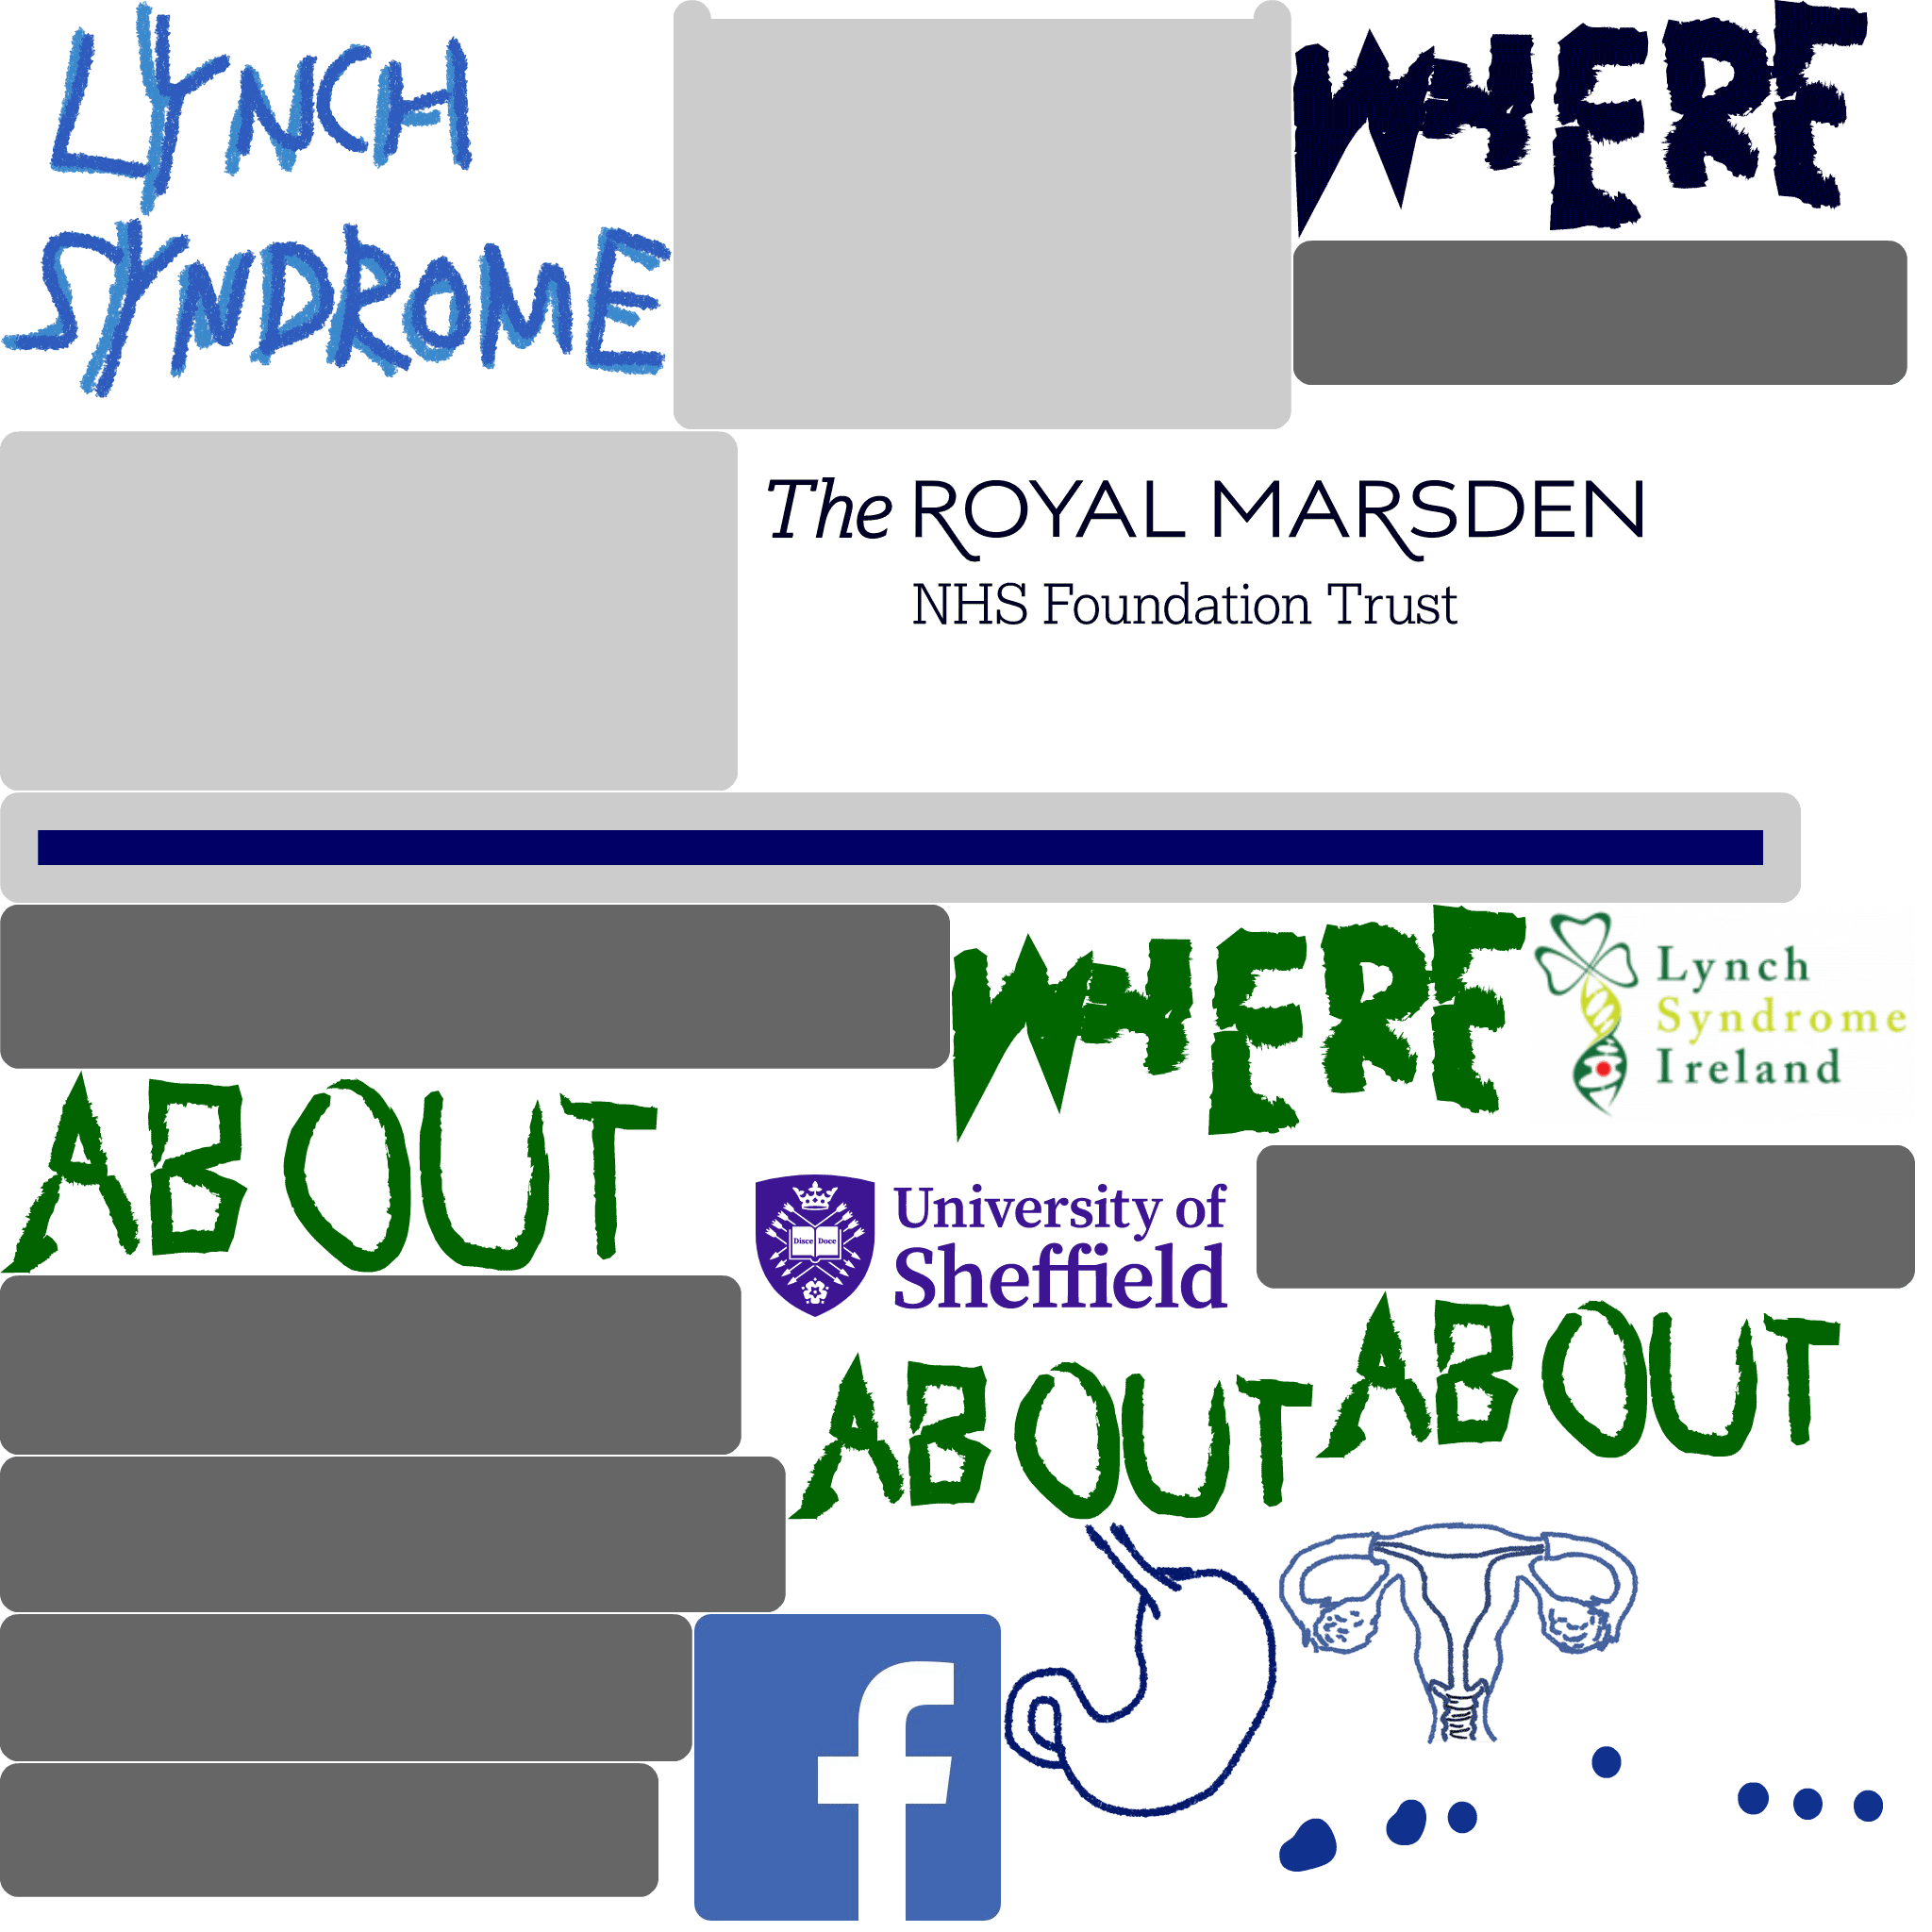 LYNCH
SYNDROME
WHERE
The ROYAL MARSDEN
NHS Foundation Trust
WHERE
Lynch
Syndrome
Ireland
ABOUT
University of
Sheffield
Disce Doce
ABOUT
ABOUT
f